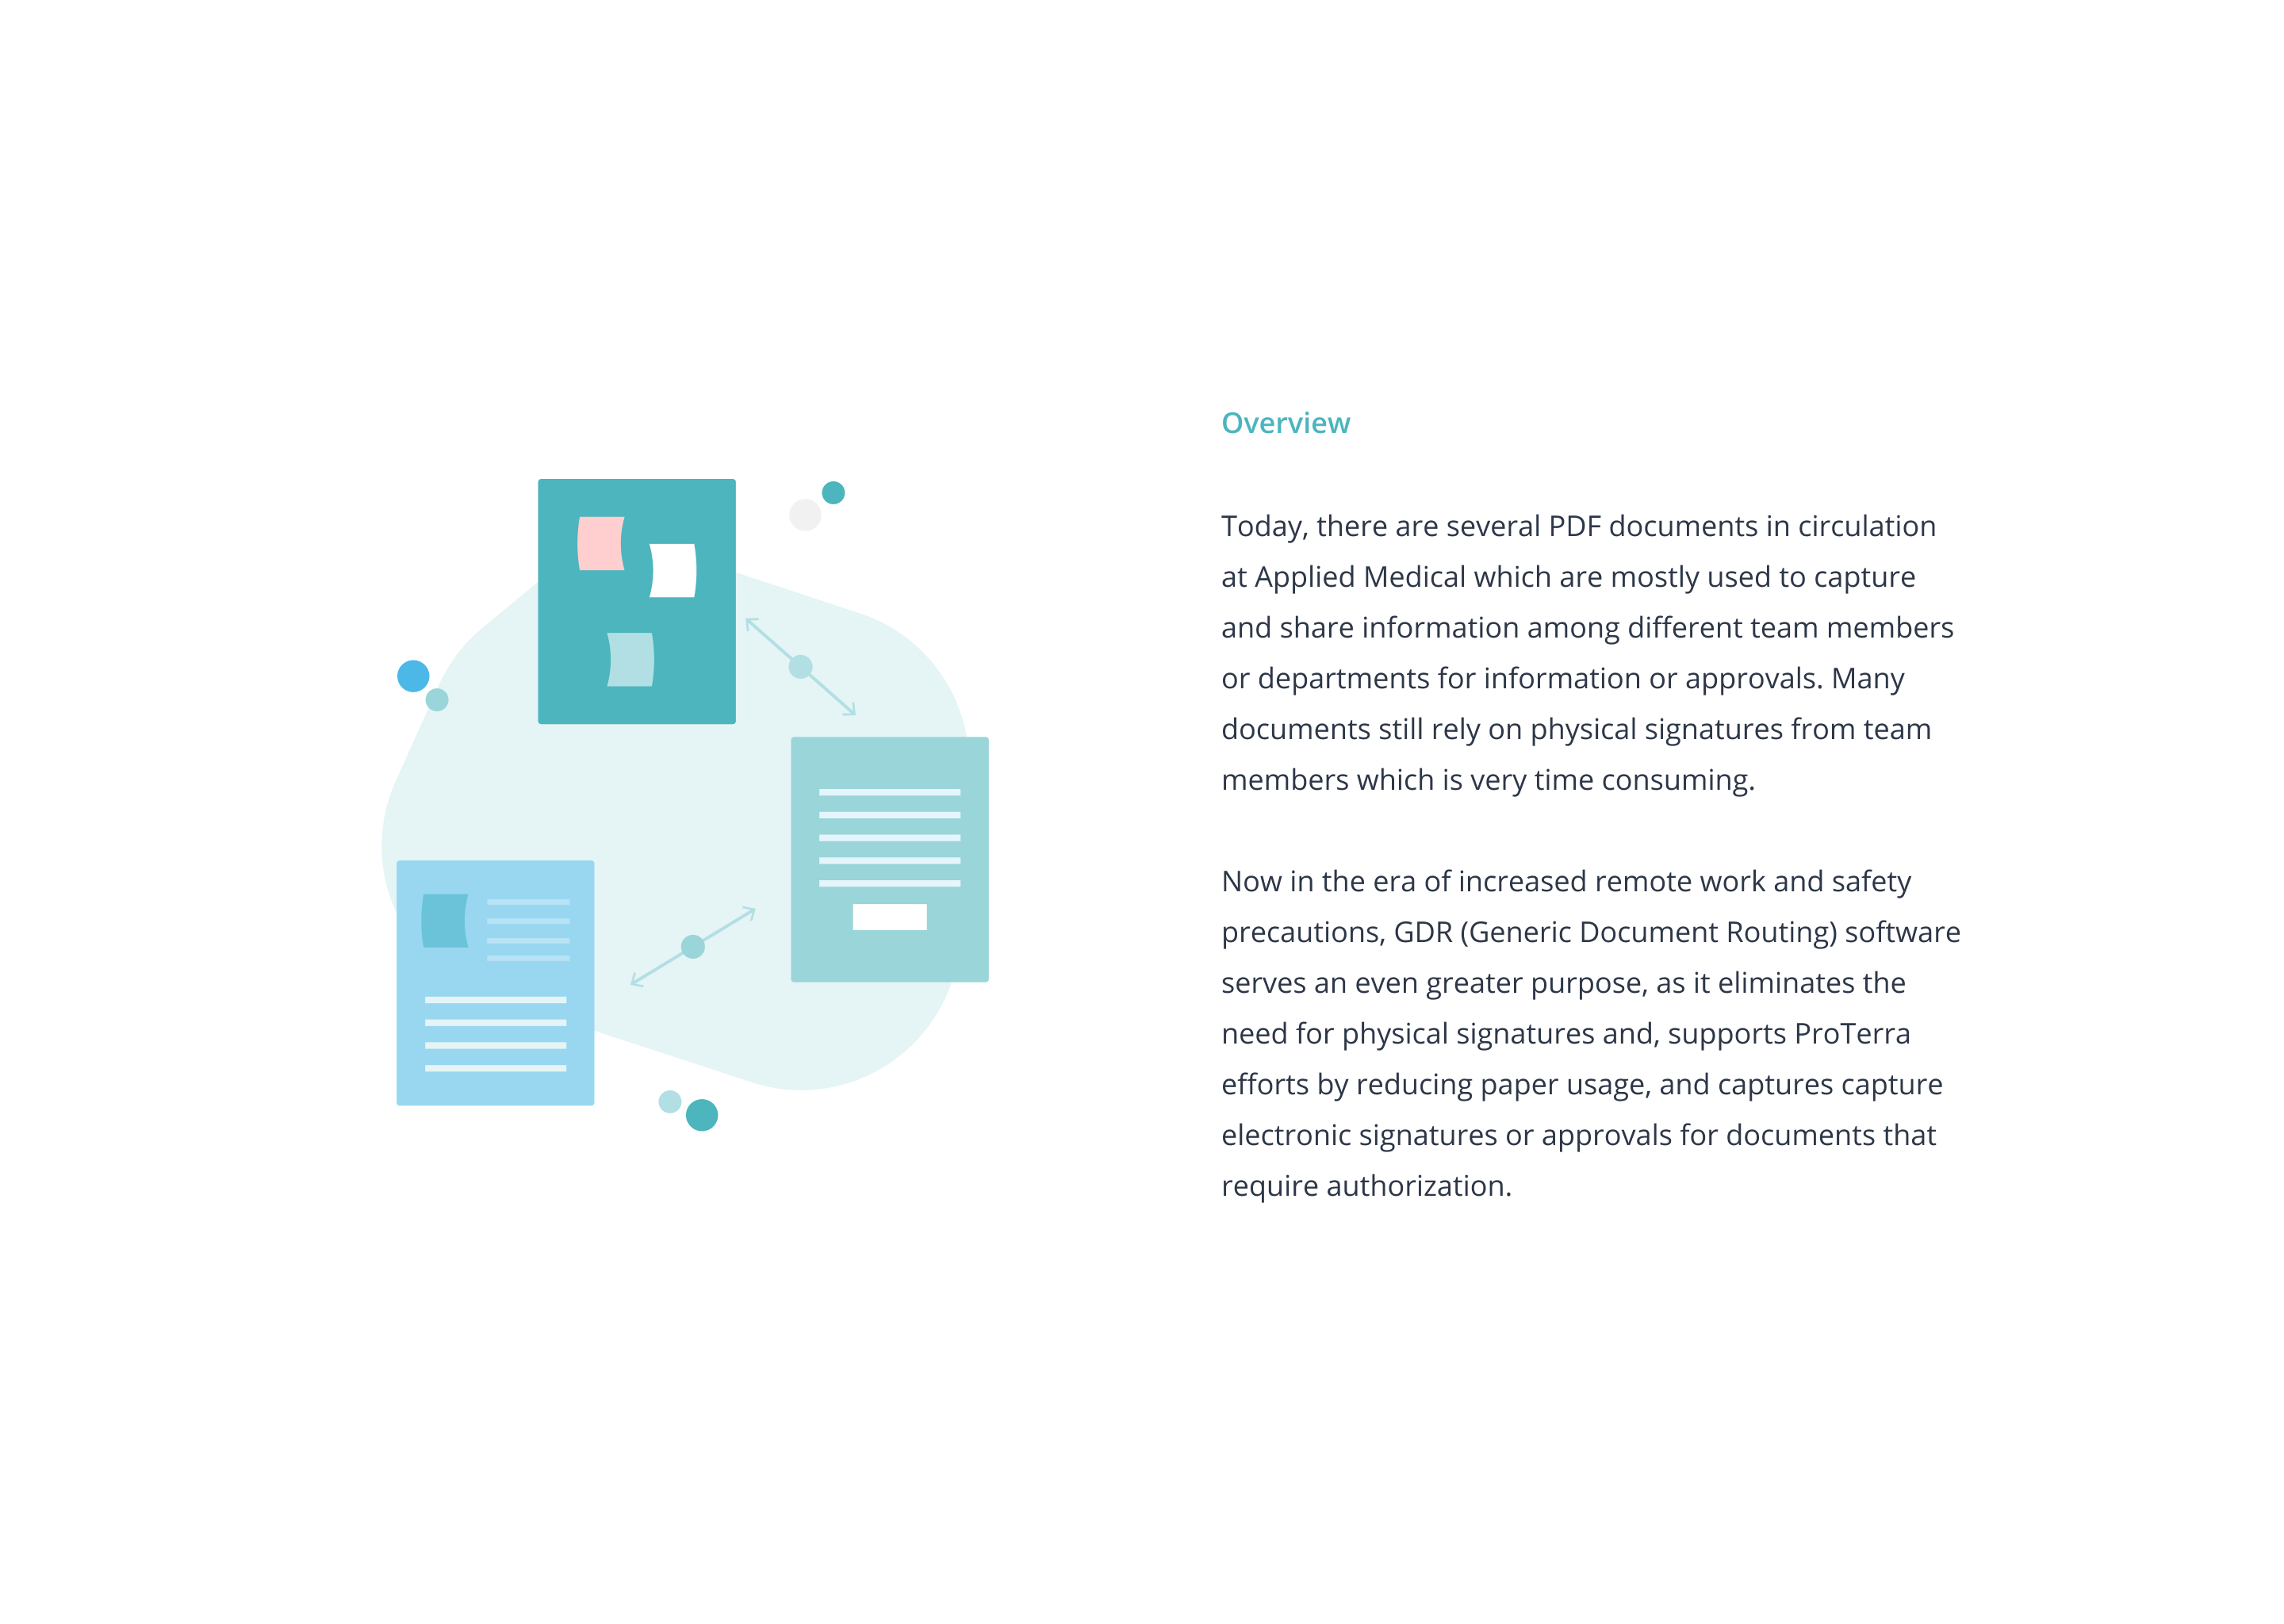 Overview
Today, there are several PDF documents in circulation
at Applied Medical which are mostly used to capture
and share information among different team members
or departments for information or approvals. Many
documents still rely on physical signatures from team
members which is very time consuming.
Now in the era of increased remote work and safety
precautions, GDR (Generic Document Routing) software
serves an even greater purpose, as it eliminates the
need for physical signatures and, supports ProTerra
efforts by reducing paper usage, and captures capture
electronic signatures or approvals for documents that
require authorization.